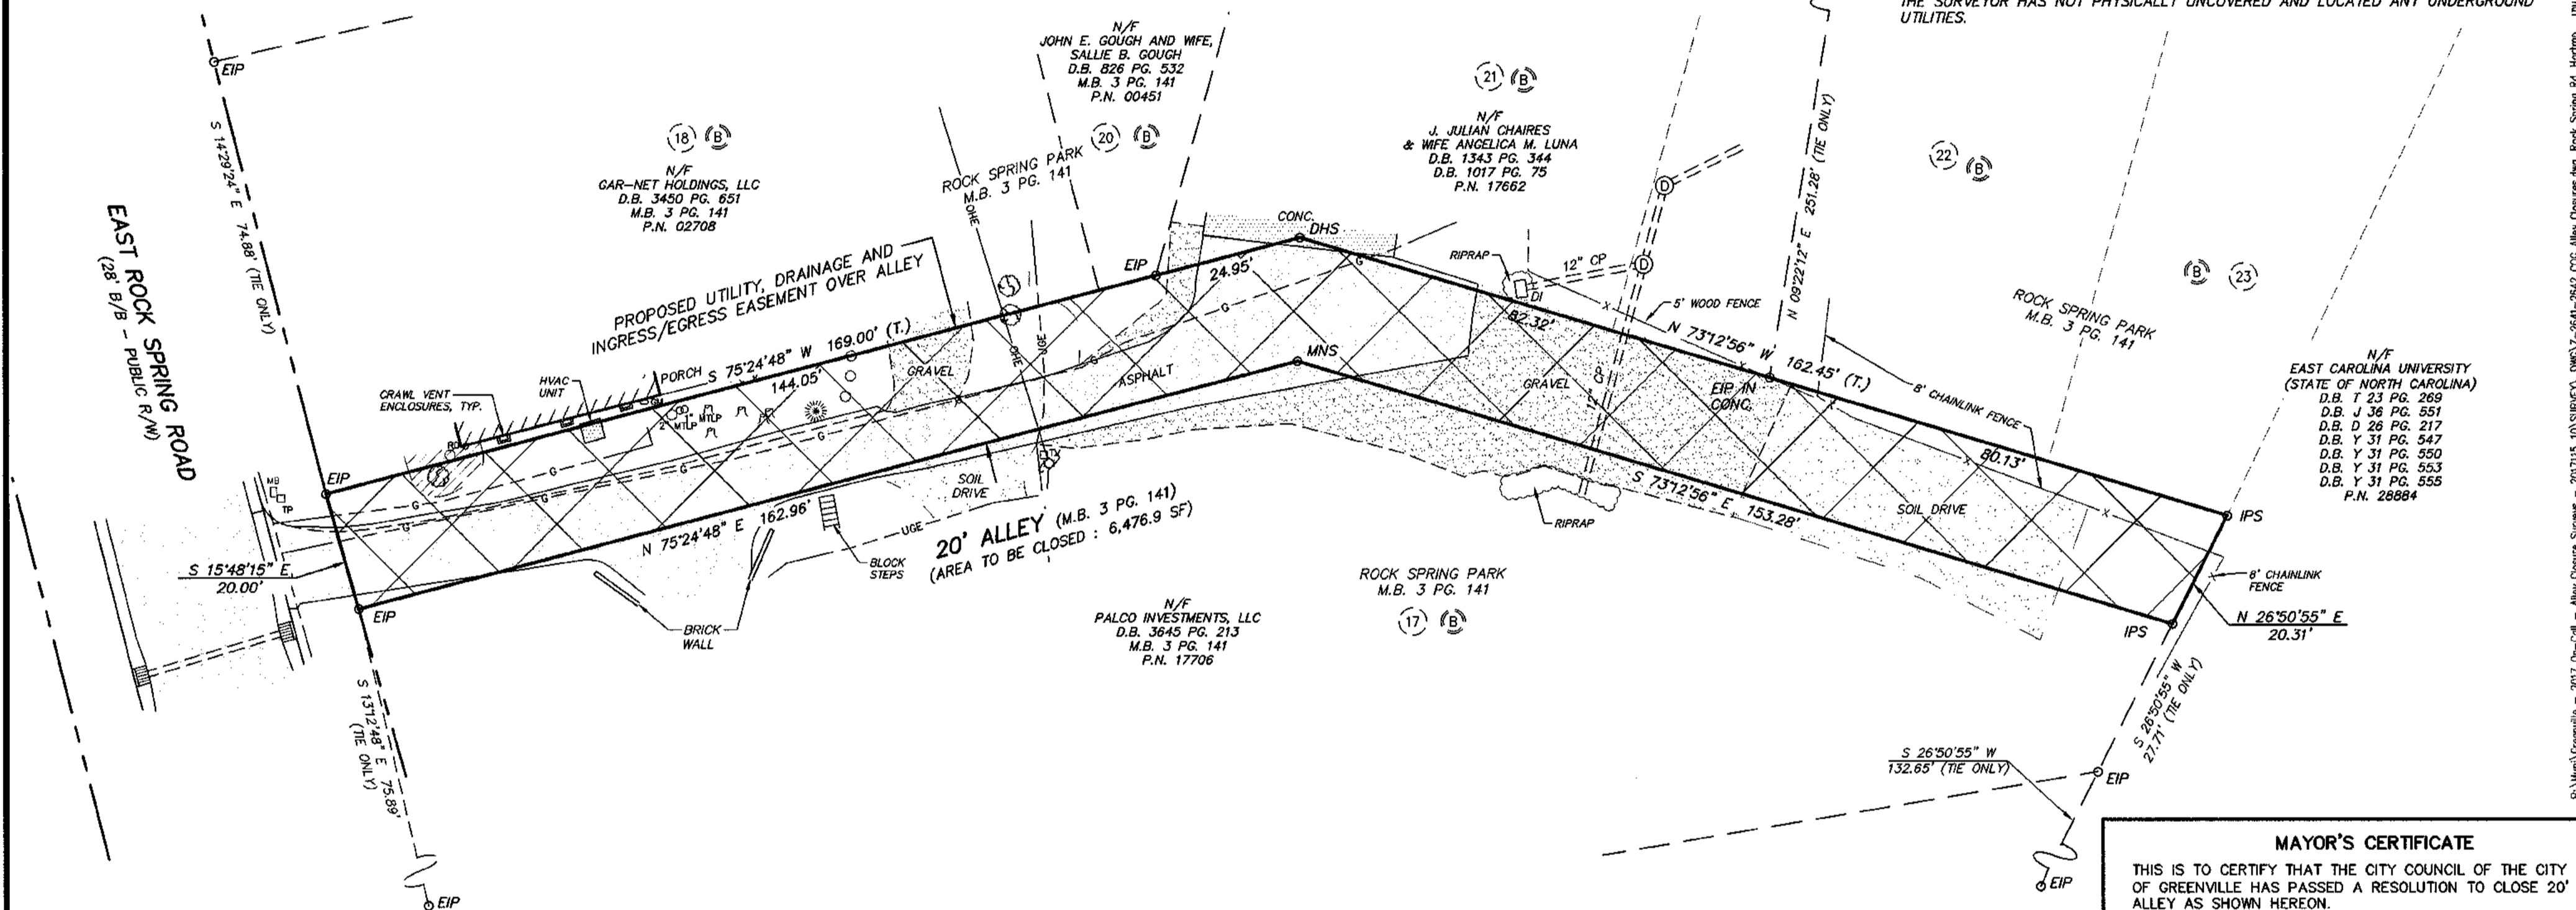 THE SURVEYOR HAS NOT PHYSICALLY UNCOVERED AND LOCATED ANY UNDERGROUND
UTILITIES.
EIP
S 14°29'24" E 74.88' (TIE ONLY)
EAST ROCK SPRING ROAD
(28' B/B - PUBLIC R/W)
18 B
N/F
GAR-NET HOLDINGS, LLC
D.B. 3450 PG. 651
M.B. 3 PG. 141
P.N. 02708
N/F
JOHN E. GOUGH AND WIFE,
SALLIE B. GOUGH
D.B. 826 PG. 532
M.B. 3 PG. 141
P.N. 00451
20 B
ROCK SPRING PARK
M.B. 3 PG. 141
OHE
OHE
UGE
21 B
N/F
J. JULIAN CHAIRES
& WIFE ANGELICA M. LUNA
D.B. 1343 PG. 344
D.B. 1017 PG. 75
P.N. 17662
N 09°22'12" E 251.28' (TIE ONLY)
22 B
B 23
ROCK SPRING PARK
M.B. 3 PG. 141
N/F
EAST CAROLINA UNIVERSITY
(STATE OF NORTH CAROLINA)
D.B. T 23 PG. 269
D.B. J 36 PG. 551
D.B. D 26 PG. 217
D.B. Y 31 PG. 547
D.B. Y 31 PG. 550
D.B. Y 31 PG. 553
D.B. Y 31 PG. 555
P.N. 28884
PROPOSED UTILITY, DRAINAGE AND
INGRESS/EGRESS EASEMENT OVER ALLEY
S 75°24'48" W 169.00' (T.)
144.05'
PORCH
HVAC
UNIT
CRAWL VENT
ENCLOSURES, TYP.
RD
GM
1" MTLP
2" MTLP
GRAVEL
ASPHALT
EIP
24.95'
CONC.
DHS
MNS
RIPRAP
12" CP
D
D
DI
5' WOOD FENCE
82.32'
N 73°12'56" W 162.45' (T.)
GRAVEL
12" CP
EIP IN
CONC.
8' CHAINLINK FENCE
80.13'
SOIL DRIVE
IPS
8' CHAINLINK
FENCE
N 26°50'55" E
20.31'
IPS
S 73°12'56" E 153.28'
RIPRAP
EIP
MB
TP
S 15°48'15" E
20.00'
EIP
N 75°24'48" E 162.96'
SOIL
DRIVE
BLOCK
STEPS
UGE
BRICK
WALL
20' ALLEY (M.B. 3 PG. 141)
(AREA TO BE CLOSED : 6,476.9 SF)
N/F
PALCO INVESTMENTS, LLC
D.B. 3645 PG. 213
M.B. 3 PG. 141
P.N. 17706
ROCK SPRING PARK
M.B. 3 PG. 141
17 B
S 13°12'48" E 75.89'
(TIE ONLY)
EIP
S 26°50'55" W
27.71' (TIE ONLY)
S 26°50'55" W
132.65' (TIE ONLY)
EIP
EIP
MAYOR'S CERTIFICATE
THIS IS TO CERTIFY THAT THE CITY COUNCIL OF THE CITY
OF GREENVILLE HAS PASSED A RESOLUTION TO CLOSE 20'
ALLEY AS SHOWN HEREON.